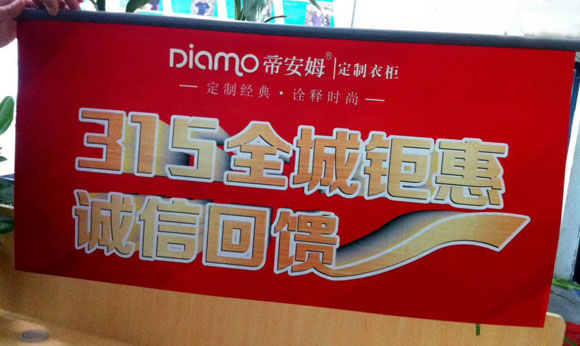 Diamo 帝安姆® 定制衣柜
定制经典·诠释时尚
315全城钜惠
诚信回馈